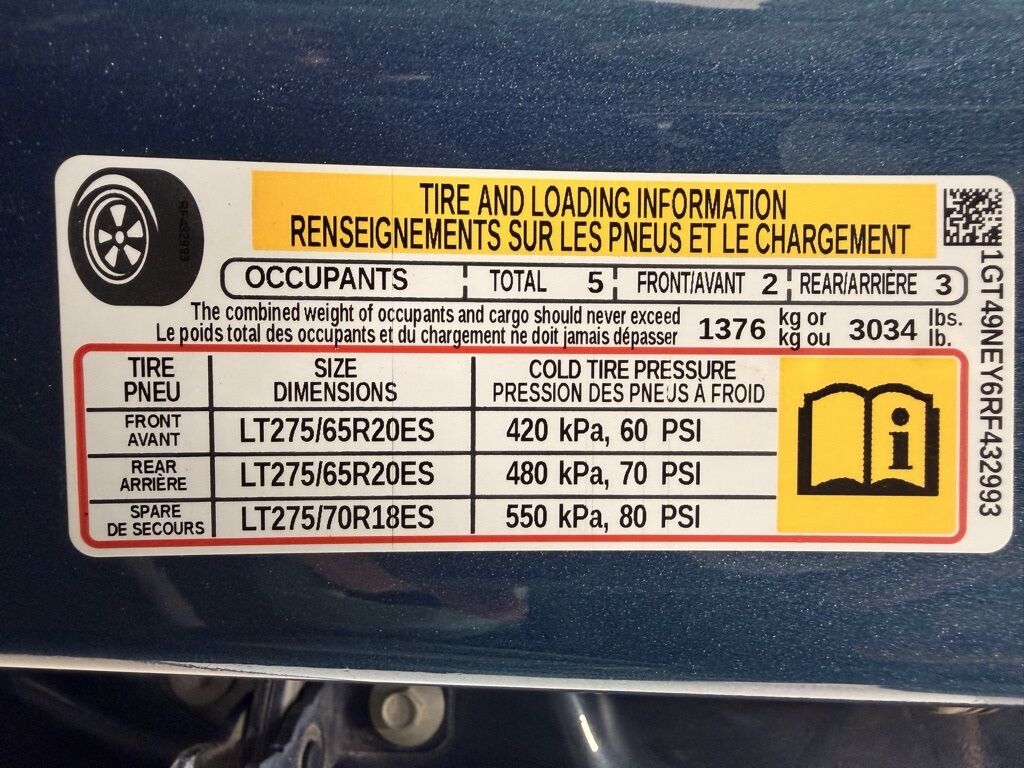 TIRE AND LOADING INFORMATION
RENSEIGNEMENTS SUR LES PNEUS ET LE CHARGEMENT
OCCUPANTS TOTAL 5 FRONT/AVANT 2 REAR/ARRIÈRE 3
The combined weight of occupants and cargo should never exceed 1376 kg or 3034 lbs.
Le poids total des occupants et du chargement ne doit jamais dépasser kg ou lb.
TIRE SIZE COLD TIRE PRESSURE
PNEU DIMENSIONS PRESSION DES PNEUS À FROID
FRONT
AVANT LT275/65R20ES 420 kPa, 60 PSI
REAR
ARRIÈRE LT275/65R20ES 480 kPa, 70 PSI
SPARE
DE SECOURS LT275/70R18ES 550 kPa, 80 PSI
i
1GT49NEY6RF432993
RF432993